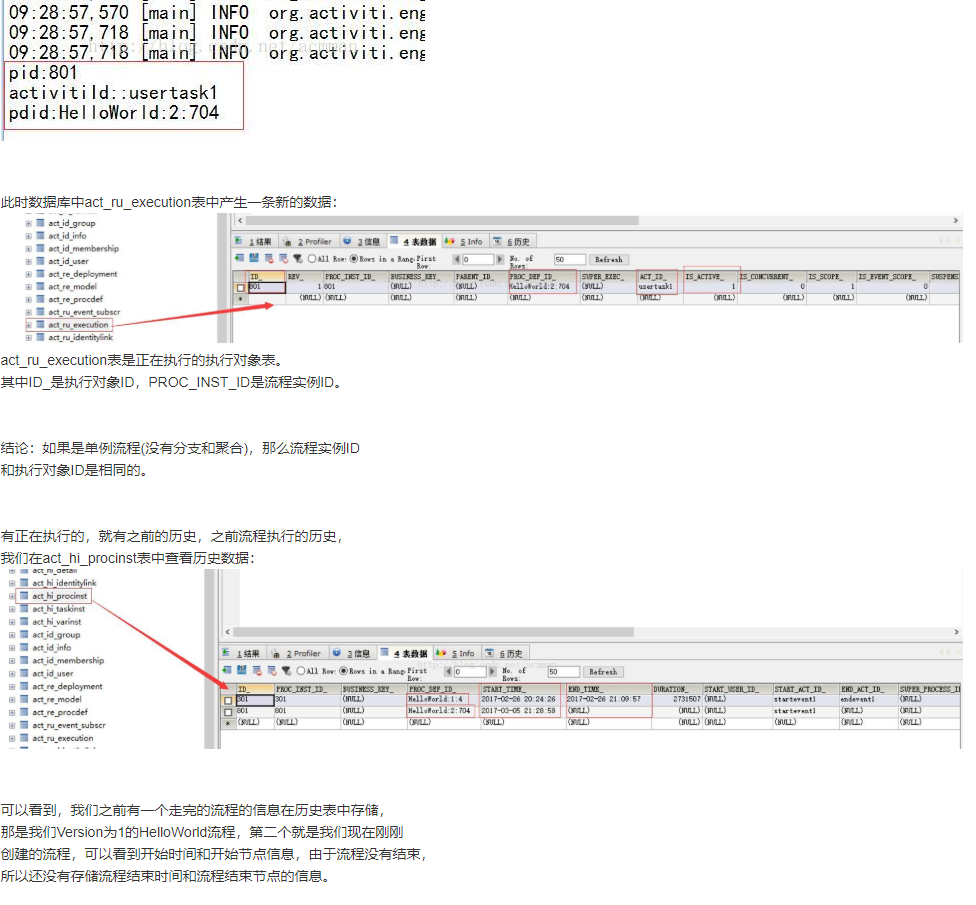 09:28:57,570 [main] INFO org.activiti.eng
09:28:57,718 [main] INFO org.activiti.eng
09:28:57,718 [main] INFO org.activiti.eng
pid:801
activitiId::usertask1
pdid:HelloWorld:2:704
此时数据库中act_ru_execution表中产生一条新的数据：
act_id_group
act_id_info
act_id_membership
act_id_user
act_re_deployment
act_re_model
act_re_procdef
act_ru_event_subscr
act_ru_execution
act_ru_identitylink
1 结果 2 Profiler 3 信息 4 表数据 5 Info 6 历史
All Row: Rows in a Rang First Row: 0 No. of Rows: 50 Refresh
ID_ REV_ PROC_INST_ID_ BUSINESS_KEY_ PARENT_ID_ PROC_DEF_ID_ SUPER_EXEC_ ACT_ID_ IS_ACTIVE_ IS_CONCURRENT_ IS_SCOPE_ IS_EVENT_SCOPE_ SUSPENS
801 1 801 (NULL) (NULL) HelloWorld:2:704 (NULL) usertask1 1 0 1 0
* (NULL) (NULL) (NULL) (NULL) (NULL) (NULL) (NULL) (NULL) (NULL) (NULL) (NULL)
act_ru_execution表是正在执行的执行对象表。
其中ID_是执行对象ID，PROC_INST_ID是流程实例ID。
结论：如果是单例流程(没有分支和聚合)，那么流程实例ID
和执行对象ID是相同的。
有正在执行的，就有之前的历史，之前流程执行的历史，
我们在act_hi_procinst表中查看历史数据：
act_hi_detail
act_hi_identitylink
act_hi_procinst
act_hi_taskinst
act_hi_varinst
act_id_group
act_id_info
act_id_membership
act_id_user
act_re_deployment
act_re_model
act_re_procdef
act_ru_event_subscr
act_ru_execution
1 结果 2 Profiler 3 信息 4 表数据 5 Info 6 历史
All Row: Rows in a Rang First Row: 0 No. of Rows: 50 Refresh
ID_ PROC_INST_ID_ BUSINESS_KEY_ PROC_DEF_ID_ START_TIME_ END_TIME_ DURATION_ START_USER_ID_ START_ACT_ID_ END_ACT_ID_ SUPER_PROCESS_I
301 301 (NULL) HelloWorld:1:4 2017-02-26 20:24:26 2017-02-26 21:09:57 2731507 (NULL) startevent1 endevent1 (NULL)
801 801 (NULL) HelloWorld:2:704 2017-03-05 21:28:58 (NULL) (NULL) (NULL) startevent1 (NULL) (NULL)
* (NULL) (NULL) (NULL) (NULL) (NULL) (NULL) (NULL) (NULL) (NULL) (NULL) (NULL)
可以看到，我们之前有一个走完的流程的信息在历史表中存储，
那是我们Version为1的HelloWorld流程，第二个就是我们现在刚刚
创建的流程，可以看到开始时间和开始节点信息，由于流程没有结束，
所以还没有存储流程结束时间和流程结束节点的信息。